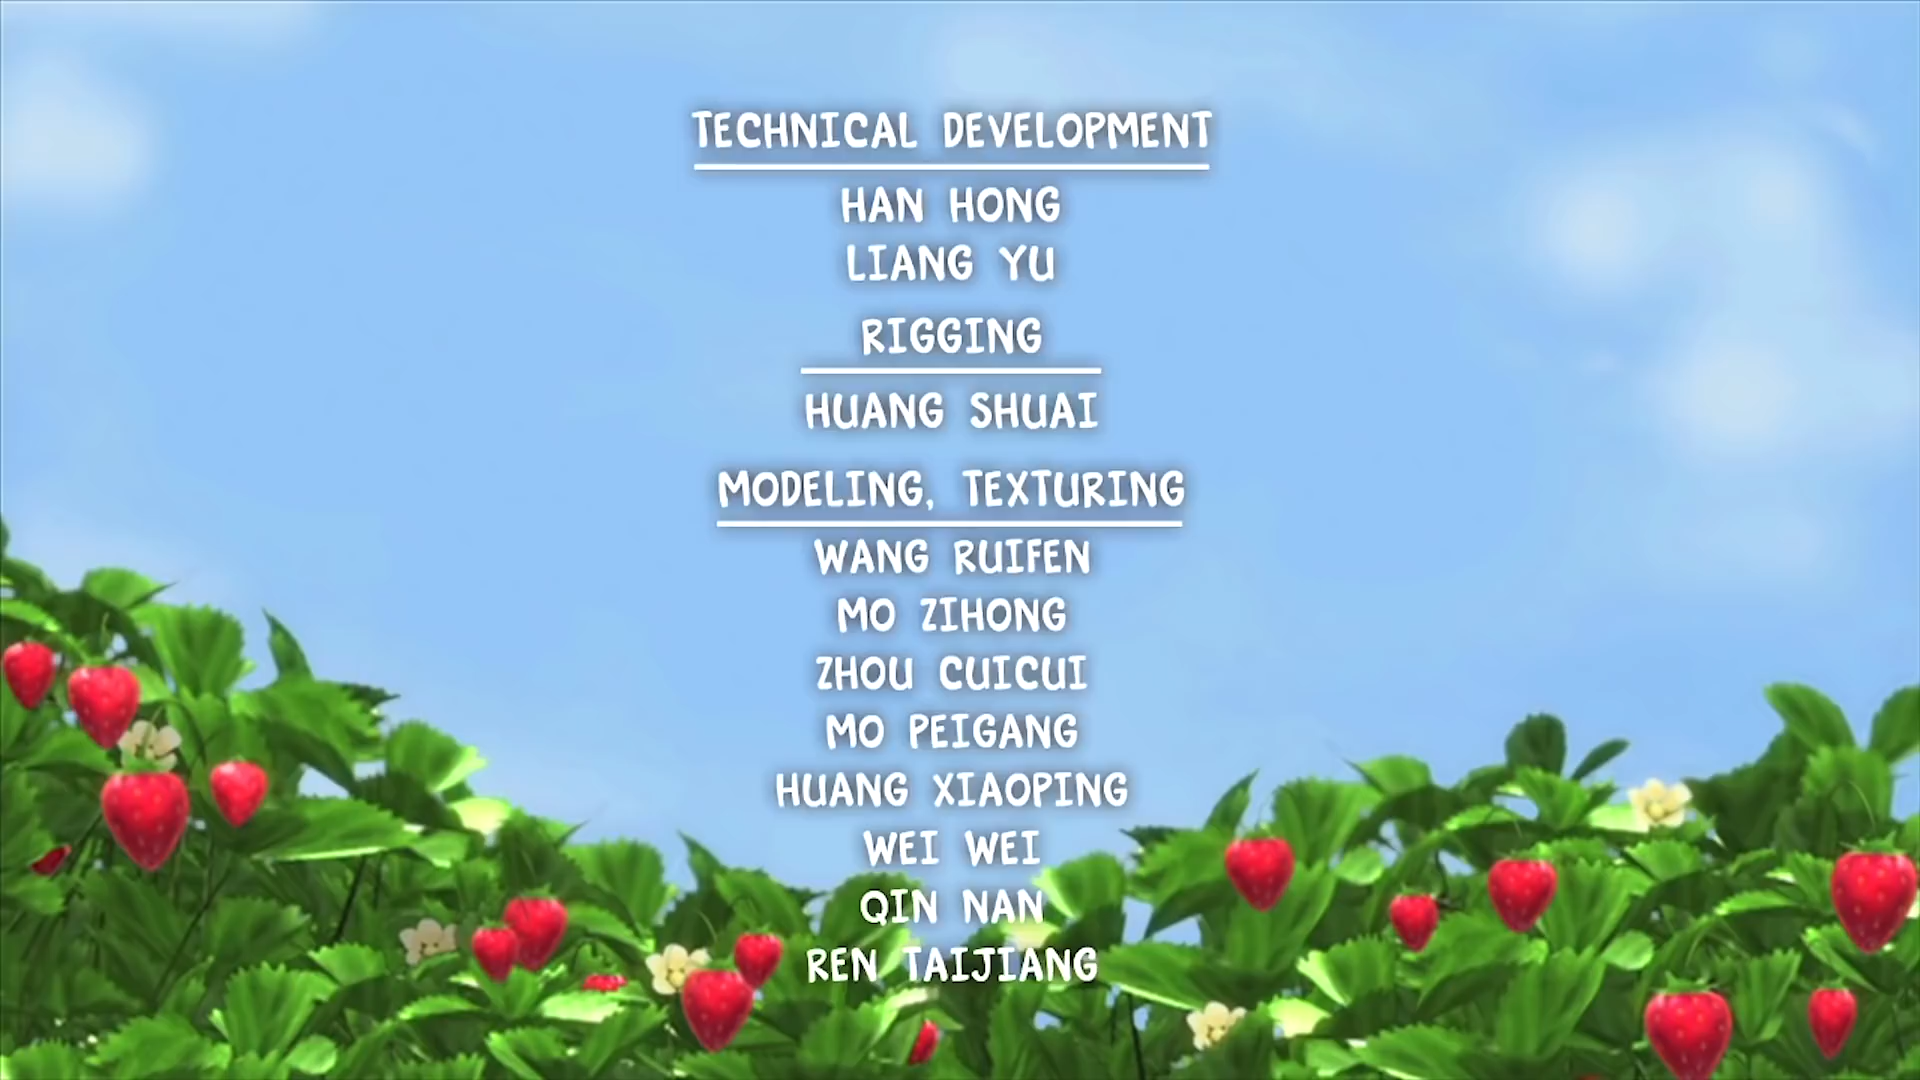 TECHNICAL DEVELOPMENT
HAN HONG
LIANG YU
RIGGING
HUANG SHUAI
MODELING, TEXTURING
WANG RUIFEN
MO ZIHONG
ZHOU CUICUI
MO PEIGANG
HUANG XIAOPING
WEI WEI
QIN NAN
REN TAIJIANG